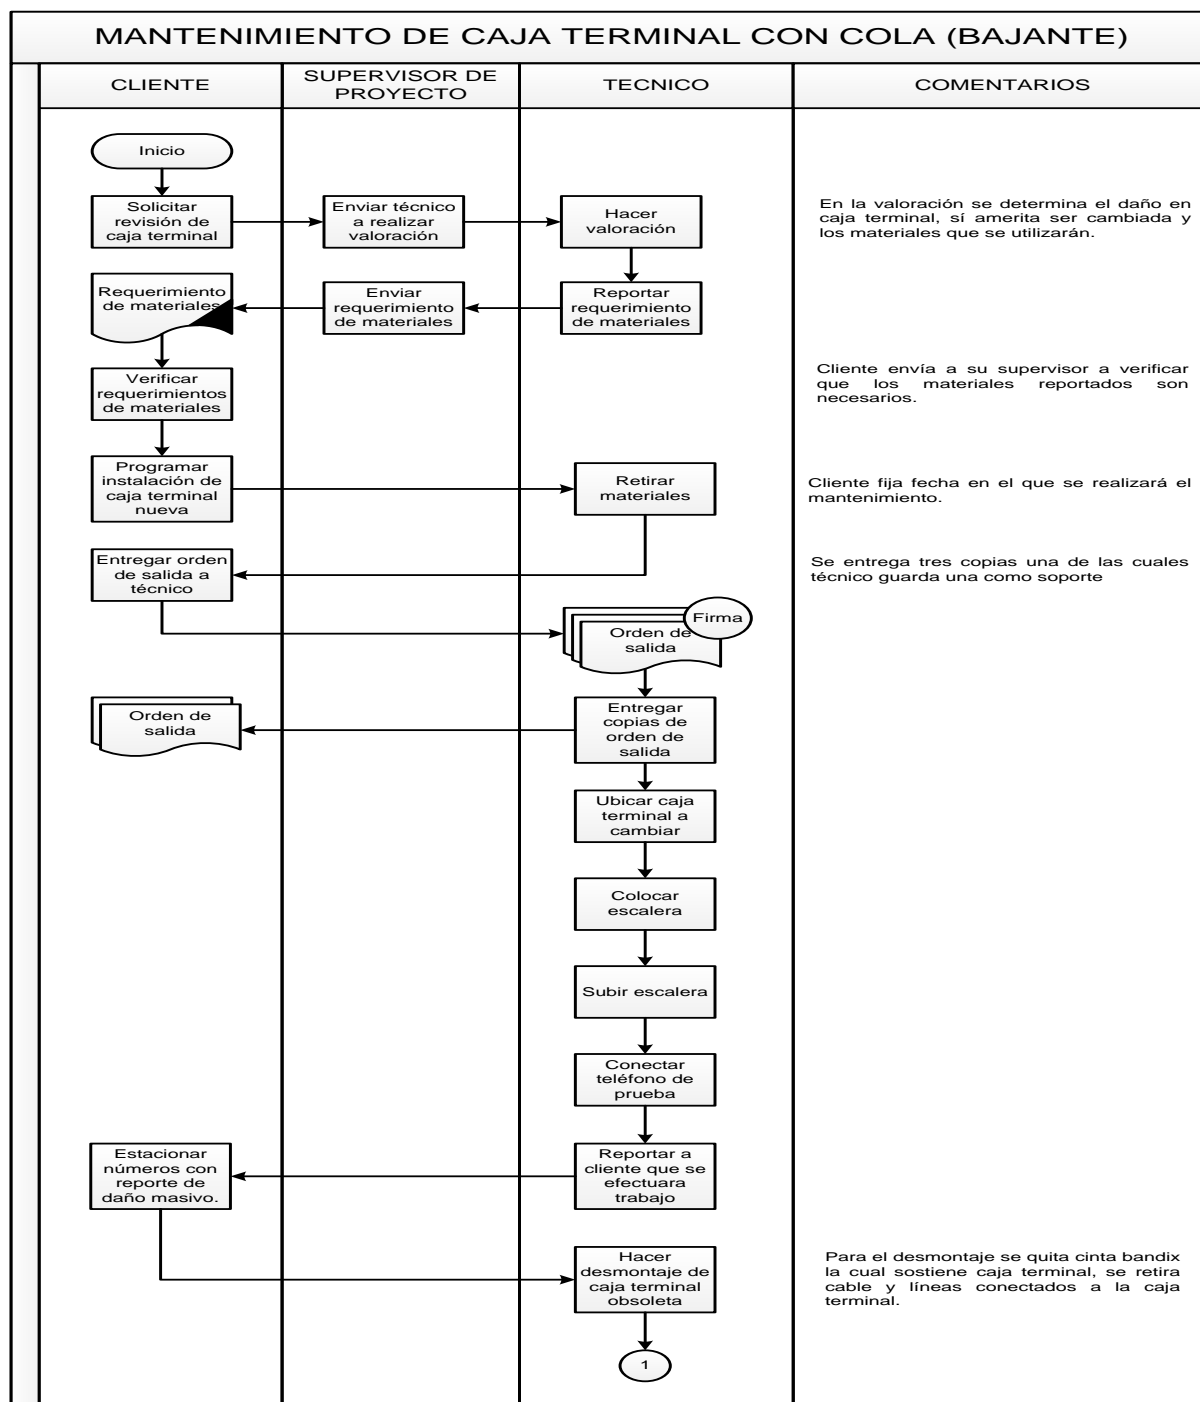 MANTENIMIENTO DE CAJA TERMINAL CON COLA (BAJANTE)
CLIENTE
SUPERVISOR DE
PROYECTO
TECNICO
COMENTARIOS
Inicio
Solicitar
revisión de
caja terminal
Enviar técnico
a realizar
valoración
Hacer
valoración
En la valoración se determina el daño en
caja terminal, sí amerita ser cambiada y
los materiales que se utilizarán.
Requerimiento
de materiales
Enviar
requerimiento
de materiales
Reportar
requerimiento
de materiales
Verificar
requerimientos
de materiales
Cliente envía a su supervisor a verificar
que los materiales reportados son
necesarios.
Programar
instalación de
caja terminal
nueva
Retirar
materiales
Cliente fija fecha en el que se realizará el
mantenimiento.
Entregar orden
de salida a
técnico
Se entrega tres copias una de las cuales
técnico guarda una como soporte
Firma
Orden de
salida
Orden de
salida
Entregar
copias de
orden de
salida
Ubicar caja
terminal a
cambiar
Colocar
escalera
Subir escalera
Conectar
teléfono de
prueba
Estacionar
números con
reporte de
daño masivo.
Reportar a
cliente que se
efectuara
trabajo
Hacer
desmontaje de
caja terminal
obsoleta
Para el desmontaje se quita cinta bandix
la cual sostiene caja terminal, se retira
cable y líneas conectados a la caja
terminal.
1